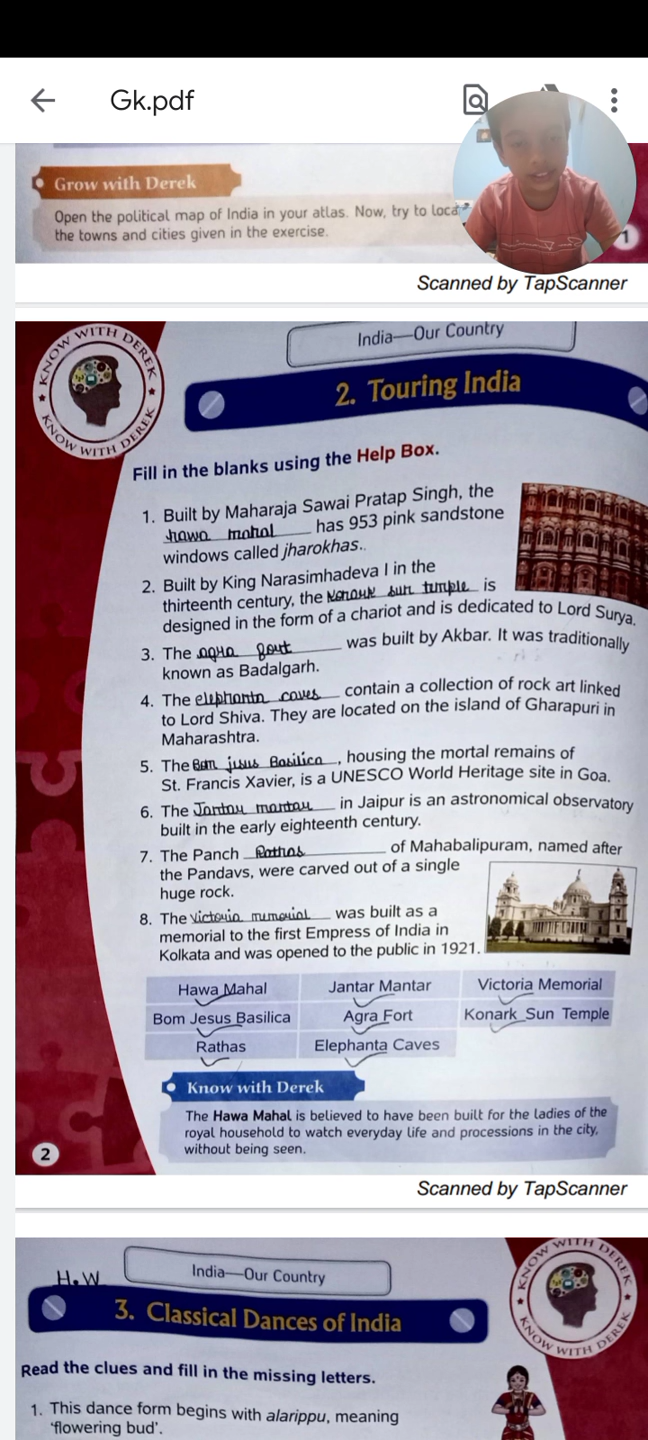 Gk.pdf
Grow with Derek
Open the political map of India in your atlas. Now, try to loca
the towns and cities given in the exercise.
1
Scanned by TapScanner
KNOW WITH DEREK
KNOW WITH DEREK
India—Our Country
2. Touring India
Fill in the blanks using the Help Box.
1. Built by Maharaja Sawai Pratap Singh, the
hawa mahal has 953 pink sandstone
windows called jharokhas..
2. Built by King Narasimhadeva I in the
thirteenth century, the konark sun temple is
designed in the form of a chariot and is dedicated to Lord Surya.
3. The agra fort was built by Akbar. It was traditionally
known as Badalgarh.
4. The elephanta caves contain a collection of rock art linked
to Lord Shiva. They are located on the island of Gharapuri in
Maharashtra.
5. The Bom jesus Basilica, housing the mortal remains of
St. Francis Xavier, is a UNESCO World Heritage site in Goa.
6. The Jantar mantar in Jaipur is an astronomical observatory
built in the early eighteenth century.
7. The Panch Rathas of Mahabalipuram, named after
the Pandavs, were carved out of a single
huge rock.
8. The victoria memorial was built as a
memorial to the first Empress of India in
Kolkata and was opened to the public in 1921.
Hawa Mahal Jantar Mantar Victoria Memorial
Bom Jesus Basilica Agra Fort Konark Sun Temple
Rathas Elephanta Caves
Know with Derek
The Hawa Mahal is believed to have been built for the ladies of the
royal household to watch everyday life and processions in the city,
without being seen.
2
Scanned by TapScanner
H.W
India—Our Country
KNOW WITH DEREK
KNOW WITH DEREK
3. Classical Dances of India
Read the clues and fill in the missing letters.
1. This dance form begins with alarippu, meaning
'flowering bud'.